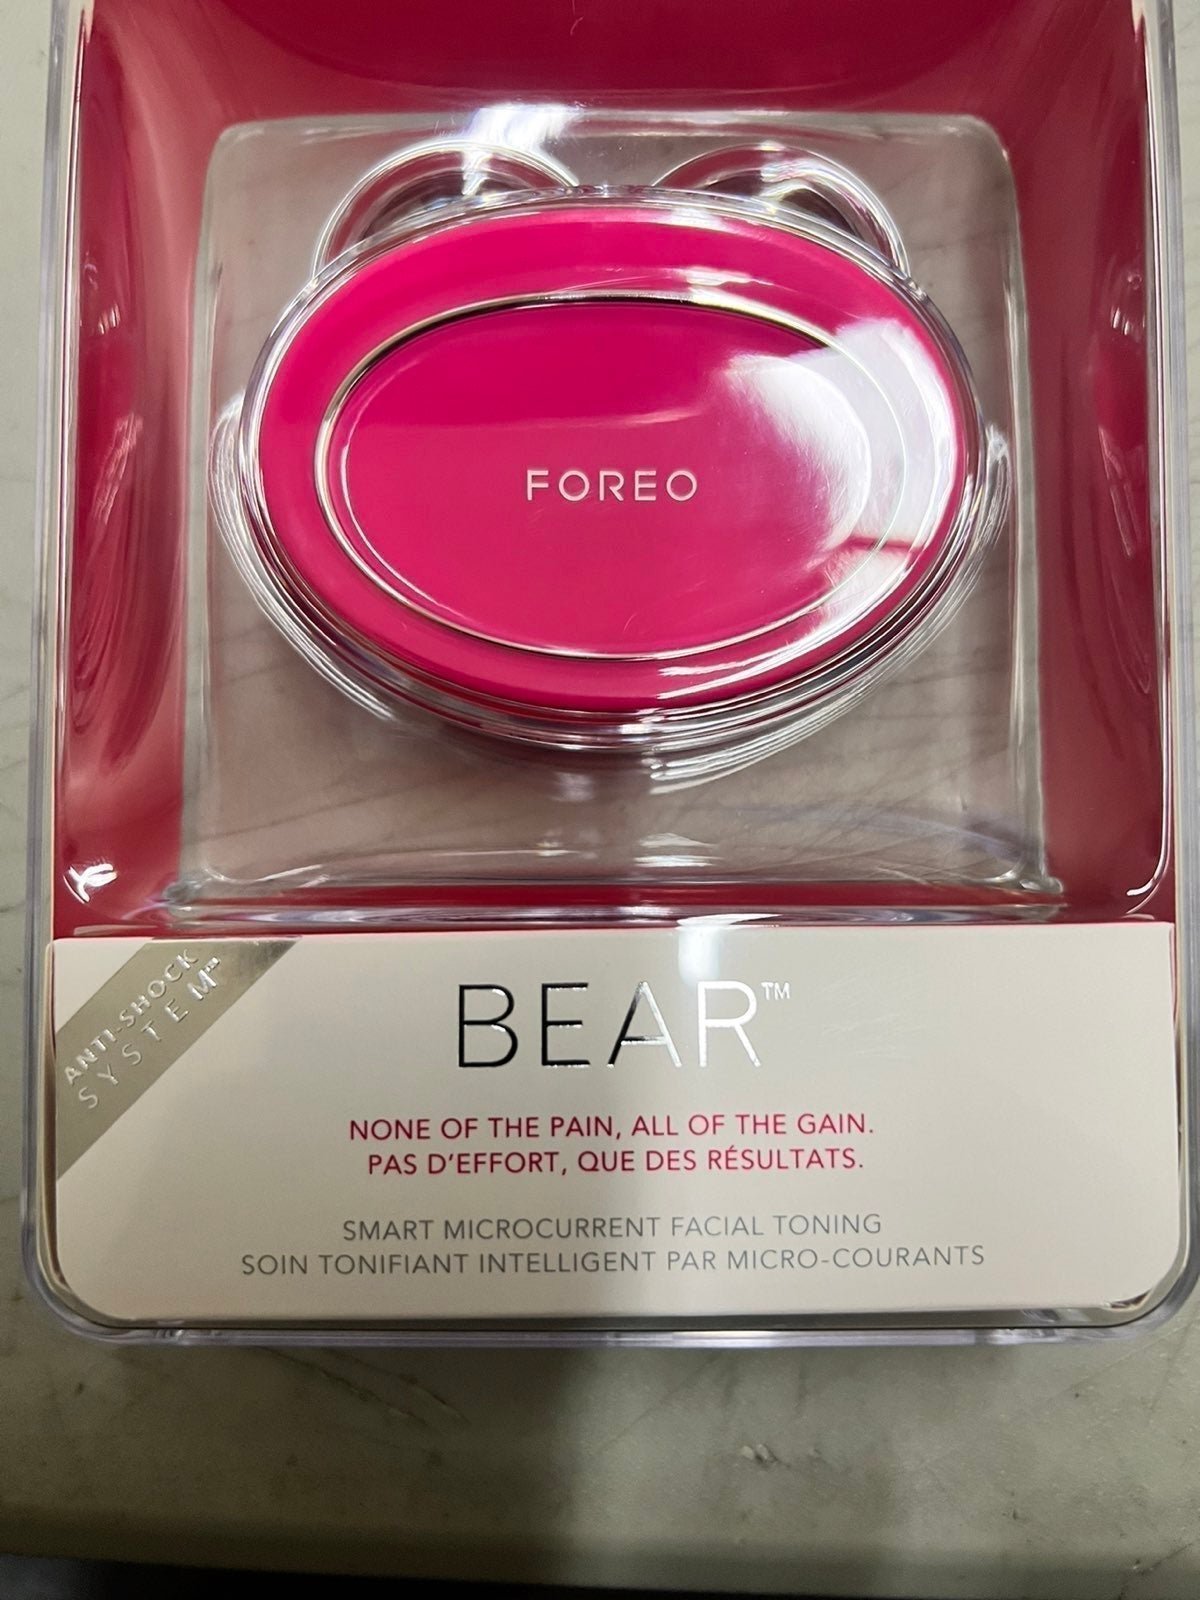 FOREO
ANTI-SHOCK
SYSTEM™
BEAR™
NONE OF THE PAIN, ALL OF THE GAIN.
PAS D'EFFORT, QUE DES RÉSULTATS.
SMART MICROCURRENT FACIAL TONING
SOIN TONIFIANT INTELLIGENT PAR MICRO-COURANTS